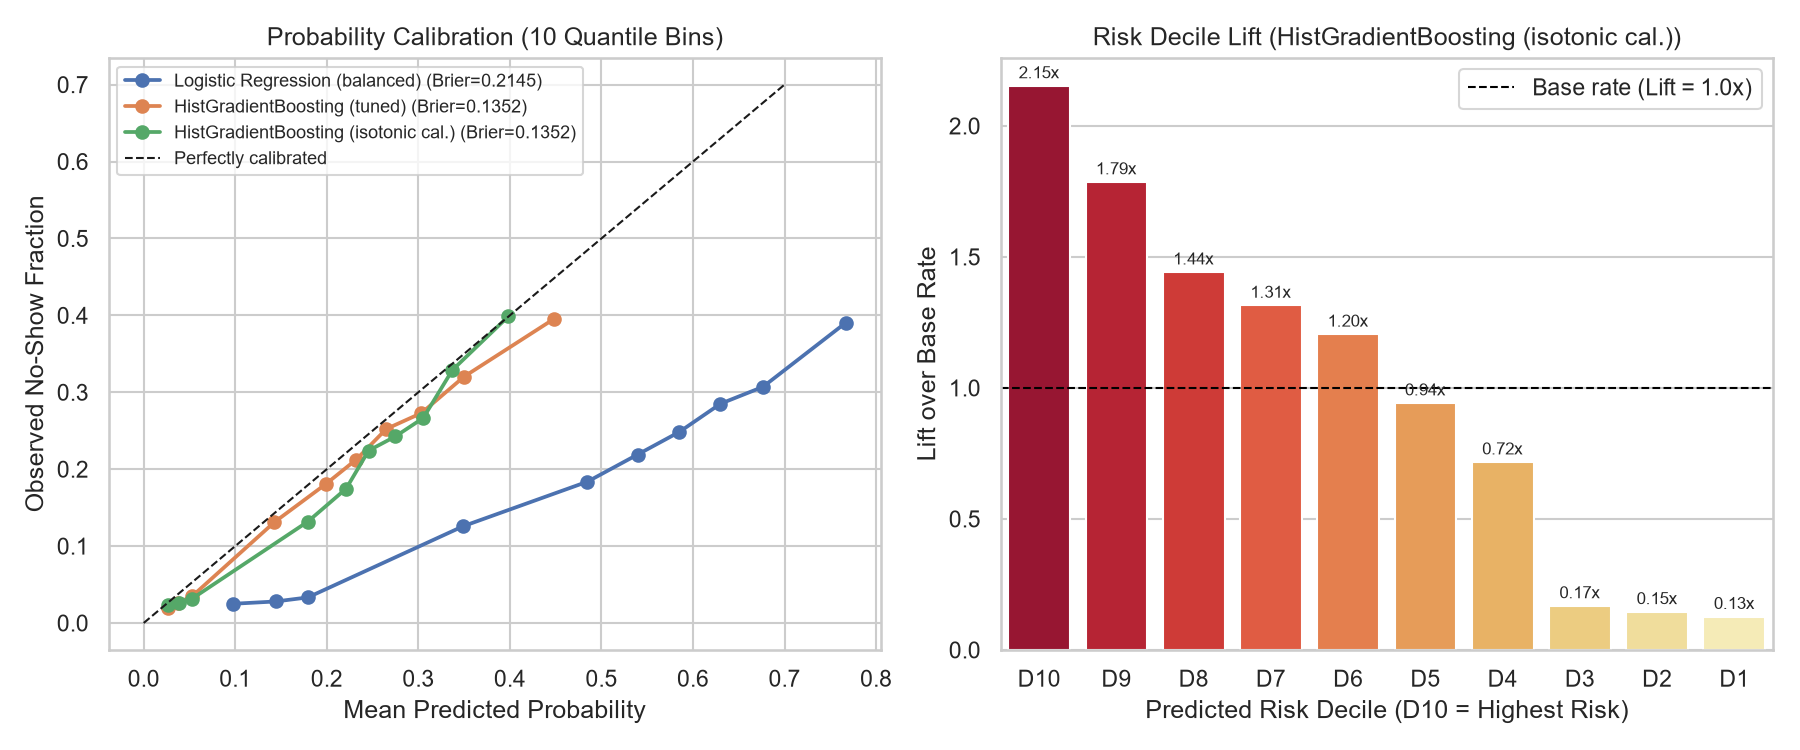 Probability Calibration (10 Quantile Bins)
Logistic Regression (balanced) (Brier=0.2145)
HistGradientBoosting (tuned) (Brier=0.1352)
HistGradientBoosting (isotonic cal.) (Brier=0.1352)
Perfectly calibrated
Observed No-Show Fraction
0.7
0.6
0.5
0.4
0.3
0.2
0.1
0.0
0.0 0.1 0.2 0.3 0.4 0.5 0.6 0.7 0.8
Mean Predicted Probability
Risk Decile Lift (HistGradientBoosting (isotonic cal.))
Base rate (Lift = 1.0x)
Lift over Base Rate
2.0
1.5
1.0
0.5
0.0
2.15x
1.79x
1.44x
1.31x
1.20x
0.94x
0.72x
0.17x
0.15x
0.13x
D10 D9 D8 D7 D6 D5 D4 D3 D2 D1
Predicted Risk Decile (D10 = Highest Risk)